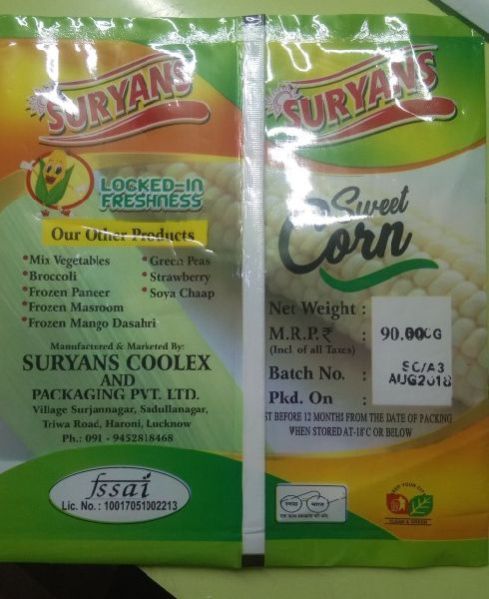 SURYANS
LOCKED-IN
FRESHNESS
Our Other Products
*Mix Vegetables
*Broccoli
*Frozen Paneer
*Frozen Masroom
*Frozen Mango Dasahri
*Green Peas
*Strawberry
*Soya Chaap
Manufactured & Marketed By:
SURYANS COOLEX
AND
PACKAGING PVT. LTD.
Village Surjannagar, Sadullanagar,
Triwa Road, Haroni, Lucknow
Ph.: 091 - 9452818468
fssai
Lic. No. : 10017051002213
SURYANS
Sweet
Corn
Net Weight :
M.R.P.₹ : 90.
(Incl of all Taxes)
Batch No. : SC/A3
Pkd. On : AUG2018
BEFORE 12 MONTHS FROM THE DATE OF PACKING
WHEN STORED AT-18°C OR BELOW
CLEAN & GREEN